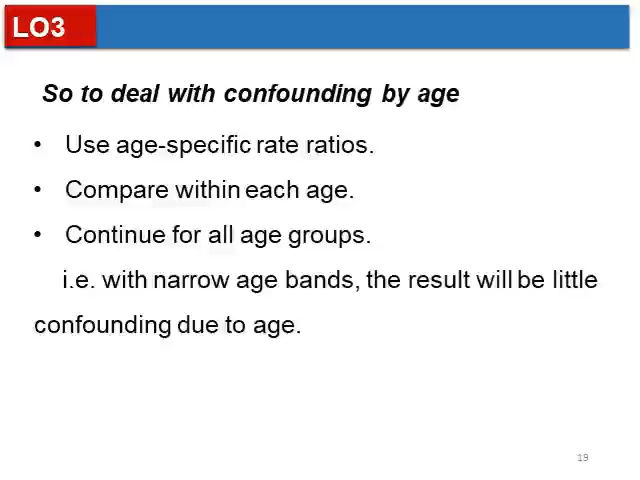 LO3
So to deal with confounding by age
• Use age-specific rate ratios.
• Compare within each age.
• Continue for all age groups.
i.e. with narrow age bands, the result will be little
confounding due to age.
19